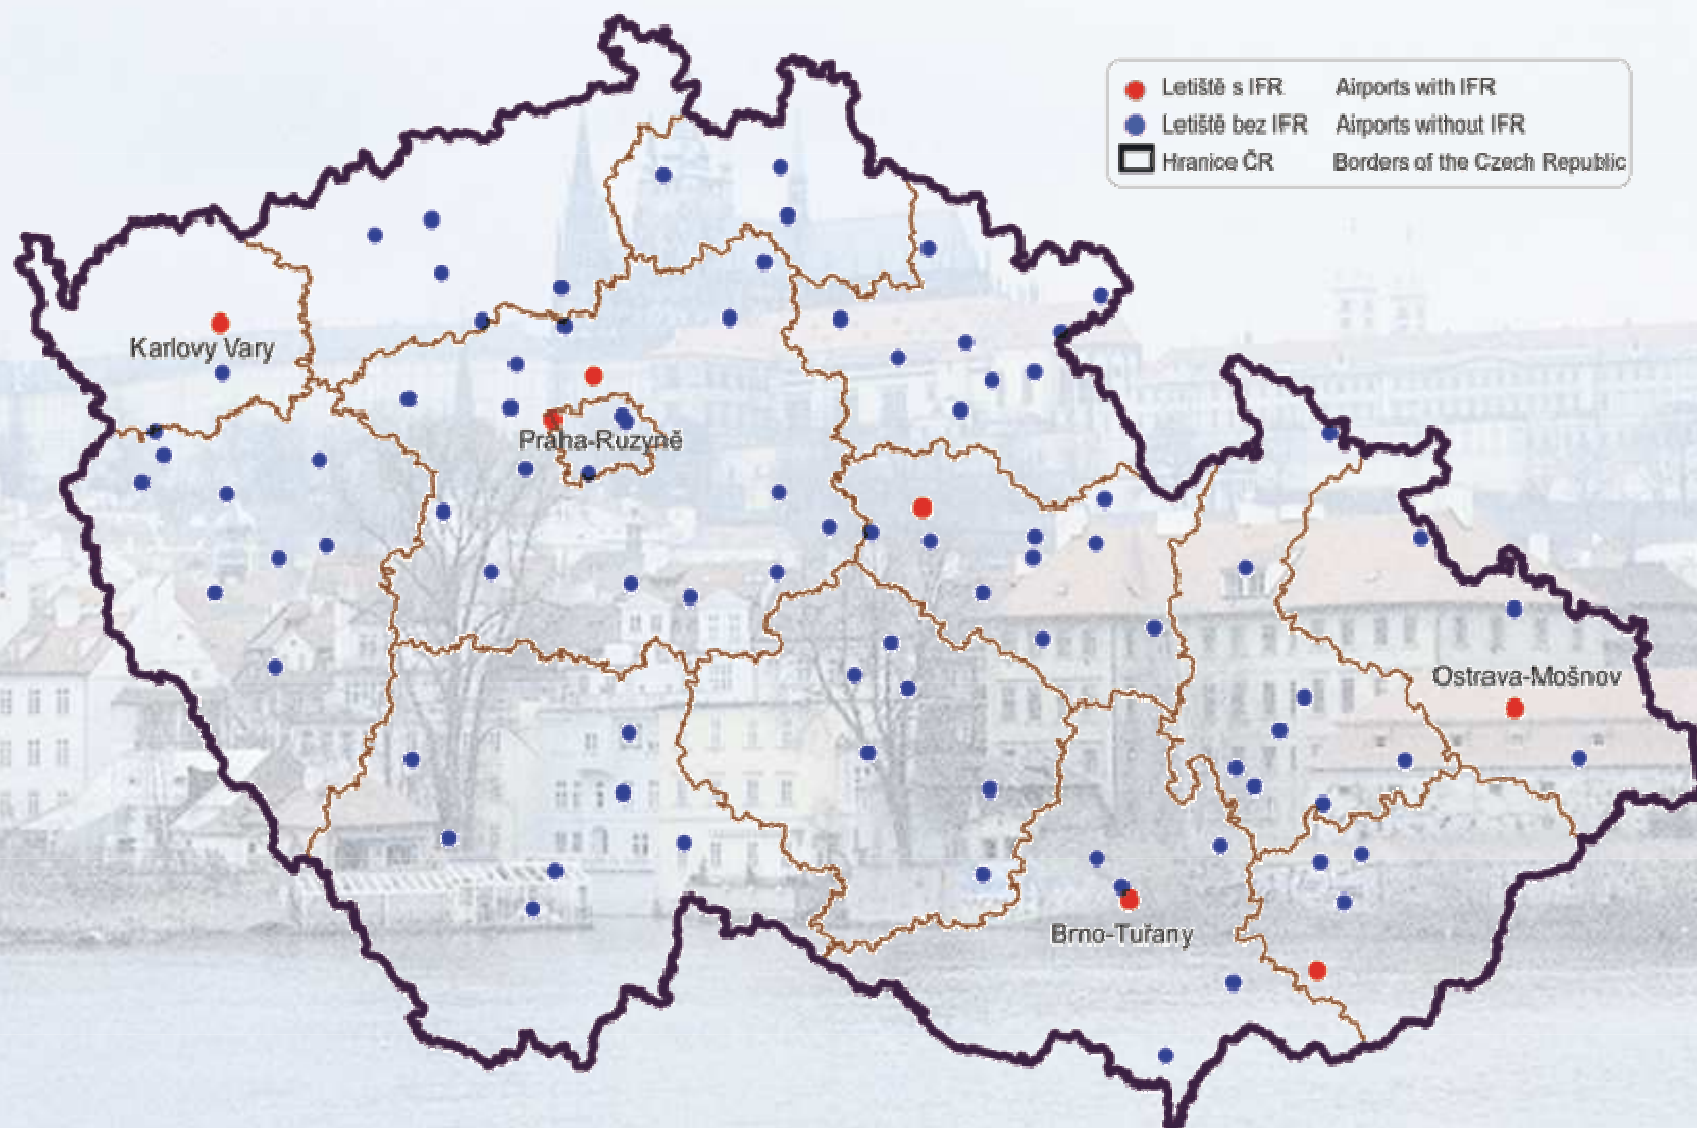 Letiště s IFR Airports with IFR
Letiště bez IFR Airports without IFR
Hranice ČR Borders of the Czech Republic
Karlovy Vary
Praha-Ruzyně
Ostrava-Mošnov
Brno-Tuřany